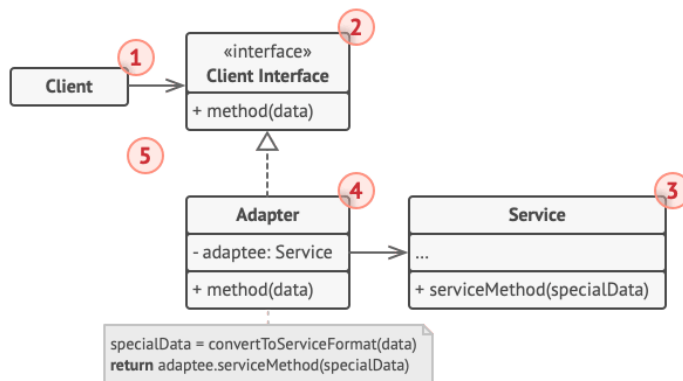 1
2
«interface»
Client Interface
Client
+ method(data)
5
4
3
Adapter
Service
- adaptee: Service
...
+ method(data)
+ serviceMethod(specialData)
specialData = convertToServiceFormat(data)
return adaptee.serviceMethod(specialData)